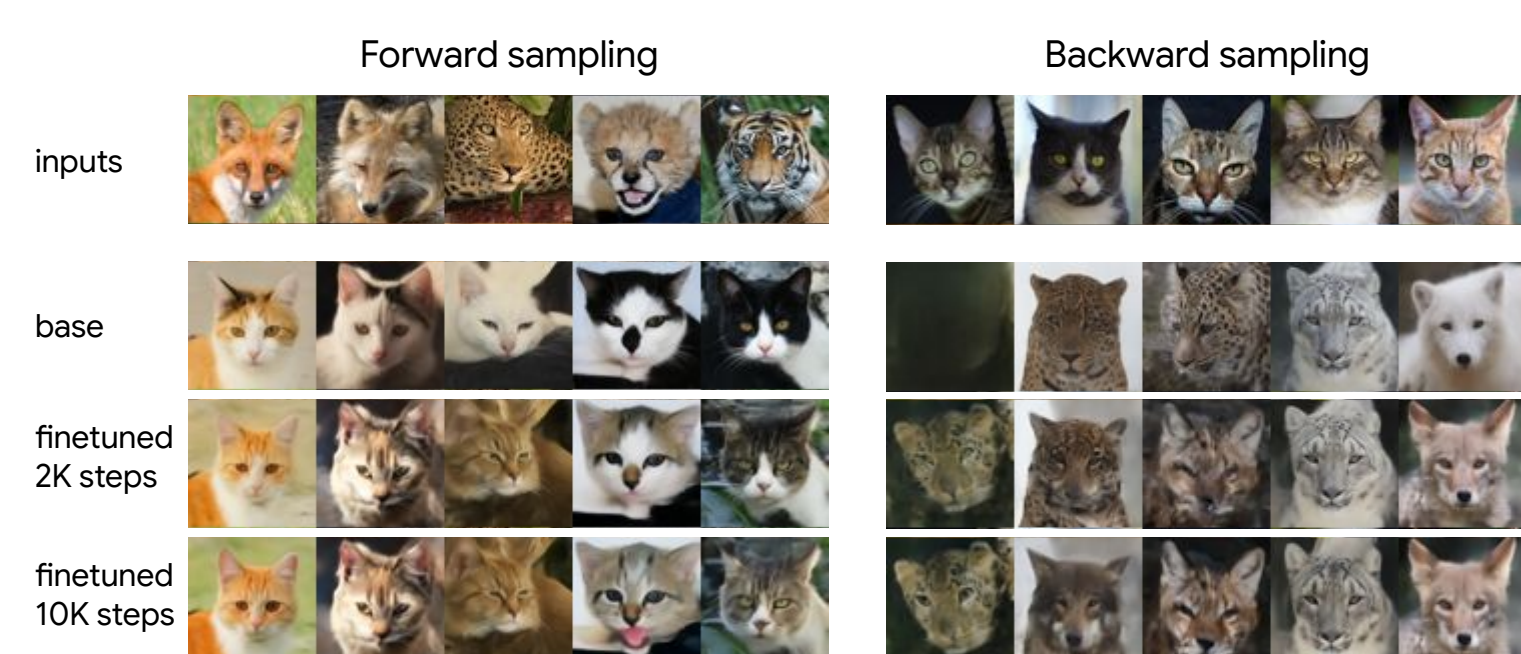 Forward sampling
Backward sampling
inputs
base
finetuned
2K steps
finetuned
10K steps